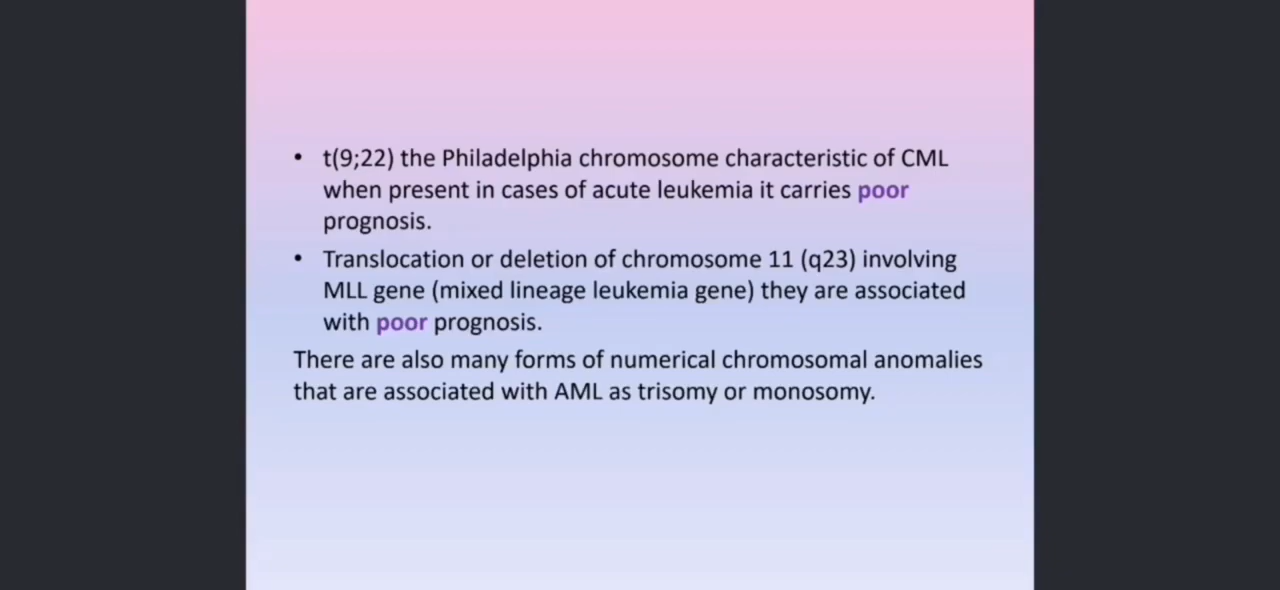 • t(9;22) the Philadelphia chromosome characteristic of CML
when present in cases of acute leukemia it carries poor
prognosis.
• Translocation or deletion of chromosome 11 (q23) involving
MLL gene (mixed lineage leukemia gene) they are associated
with poor prognosis.
There are also many forms of numerical chromosomal anomalies
that are associated with AML as trisomy or monosomy.